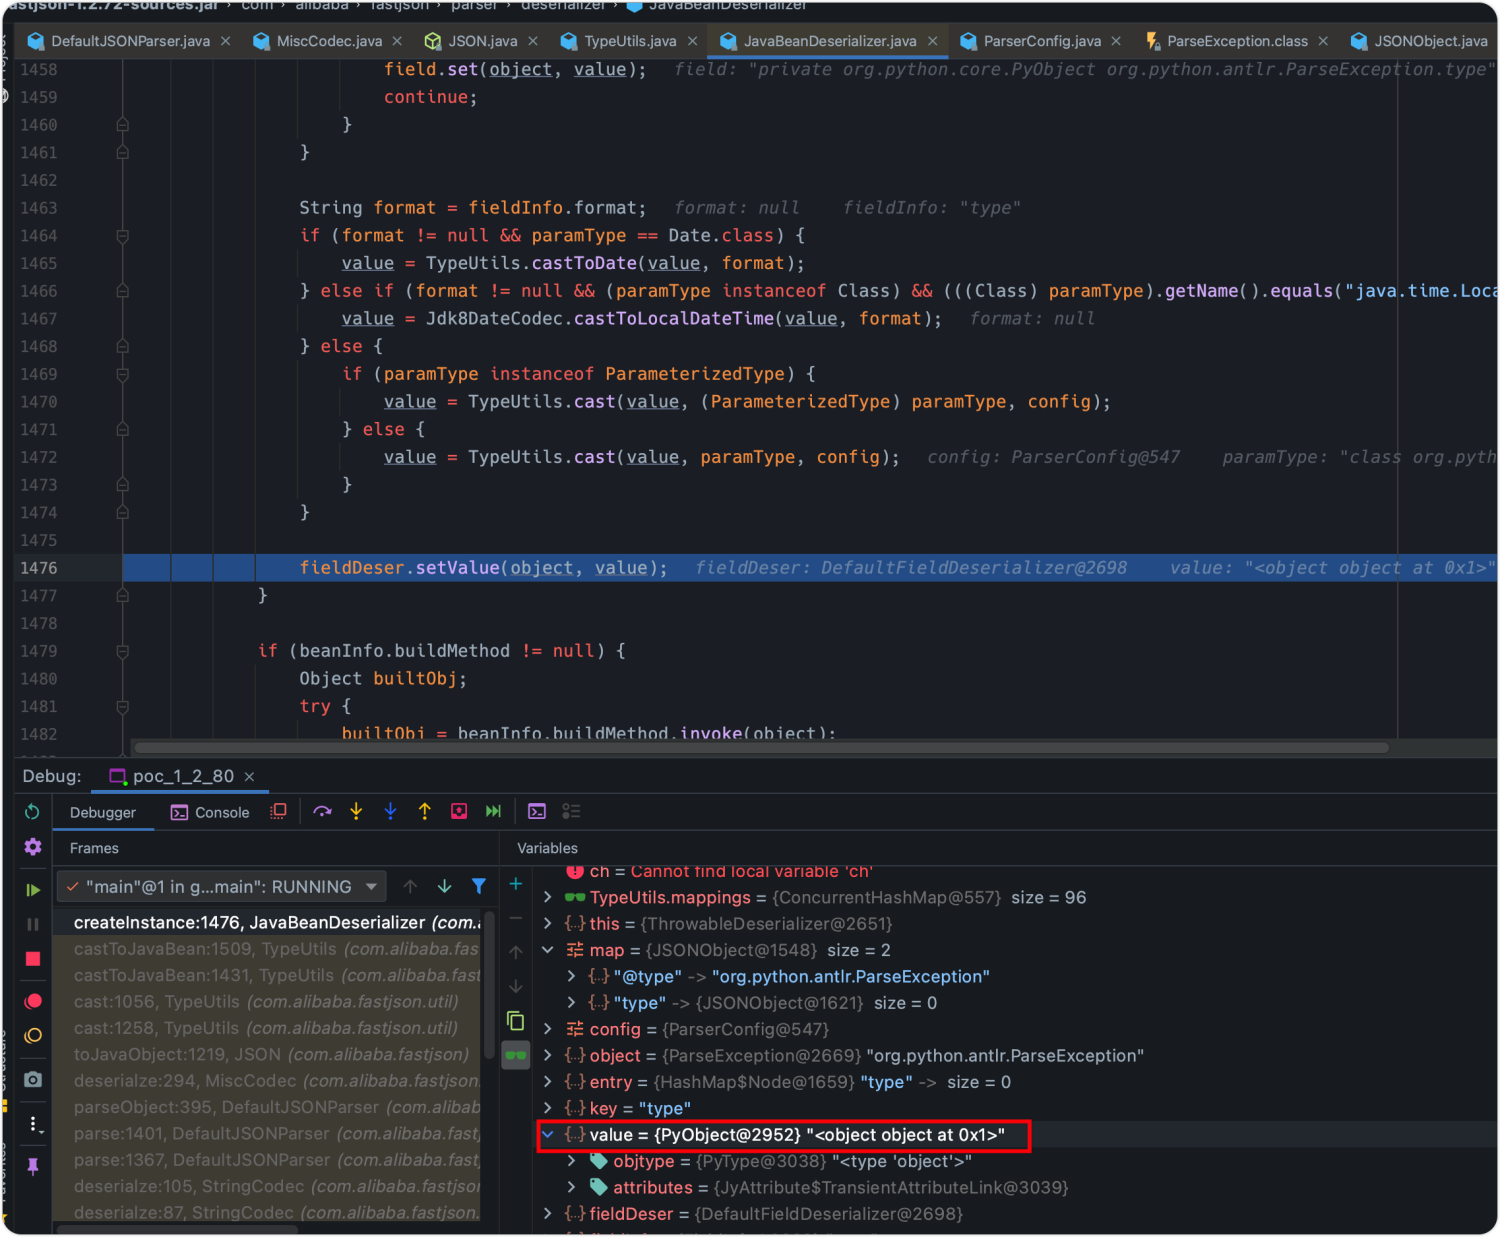 astjson-1.2.72-sources.jar › com › alibaba › fastjson › parser › deserializer › JavaBeanDeserializer
DefaultJSONParser.java × MiscCodec.java × JSON.java × TypeUtils.java × JavaBeanDeserializer.java × ParserConfig.java × ParseException.class × JSONObject.java
1458 field.set(object, value); field: "private org.python.core.PyObject org.python.antlr.ParseException.type"
1459 continue;
1460 }
1461 }
1462
1463 String format = fieldInfo.format; format: null fieldInfo: "type"
1464 if (format != null && paramType == Date.class) {
1465 value = TypeUtils.castToDate(value, format);
1466 } else if (format != null && (paramType instanceof Class) && (((Class) paramType).getName().equals("java.time.Loca
1467 value = Jdk8DateCodec.castToLocalDateTime(value, format); format: null
1468 } else {
1469 if (paramType instanceof ParameterizedType) {
1470 value = TypeUtils.cast(value, (ParameterizedType) paramType, config);
1471 } else {
1472 value = TypeUtils.cast(value, paramType, config); config: ParserConfig@547 paramType: "class org.pyth
1473 }
1474 }
1475
1476 fieldDeser.setValue(object, value); fieldDeser: DefaultFieldDeserializer@2698 value: "<object object at 0x1>"
1477 }
1478
1479 if (beanInfo.buildMethod != null) {
1480 Object builtObj;
1481 try {
1482 builtObj = beanInfo.buildMethod.invoke(object);
Debug: poc_1_2_80 ×
Debugger Console
Frames Variables
"main"@1 in g...main": RUNNING
createInstance:1476, JavaBeanDeserializer (com.a
castToJavaBean:1509, TypeUtils (com.alibaba.fas
castToJavaBean:1431, TypeUtils (com.alibaba.fast
cast:1056, TypeUtils (com.alibaba.fastjson.util)
cast:1258, TypeUtils (com.alibaba.fastjson.util)
toJavaObject:1219, JSON (com.alibaba.fastjson)
deserialze:294, MiscCodec (com.alibaba.fastjson.
parseObject:395, DefaultJSONParser (com.alibab
parse:1401, DefaultJSONParser (com.alibaba.fastj
parse:1367, DefaultJSONParser (com.alibaba.fastj
deserialze:105, StringCodec (com.alibaba.fastjson
deserialze:87, StringCodec (com.alibaba.fastjson.
ch = Cannot find local variable 'ch'
TypeUtils.mappings = {ConcurrentHashMap@557} size = 96
this = {ThrowableDeserializer@2651}
map = {JSONObject@1548} size = 2
"@type" -> "org.python.antlr.ParseException"
"type" -> {JSONObject@1621} size = 0
config = {ParserConfig@547}
object = {ParseException@2669} "org.python.antlr.ParseException"
entry = {HashMap$Node@1659} "type" -> size = 0
key = "type"
value = {PyObject@2952} "<object object at 0x1>"
objtype = {PyType@3038} "<type 'object'>"
attributes = {JyAttribute$TransientAttributeLink@3039}
fieldDeser = {DefaultFieldDeserializer@2698}